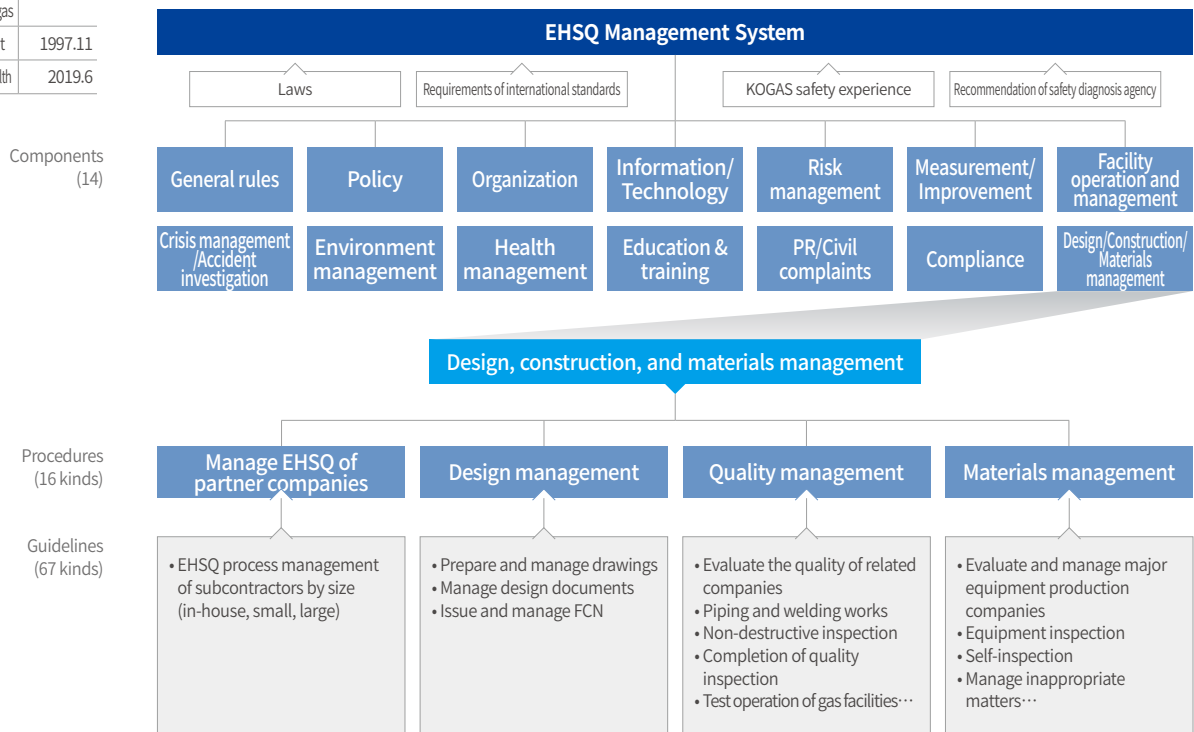 gas
t 1997.11
lth 2019.6
EHSQ Management System
Laws
Requirements of international standards
KOGAS safety experience
Recommendation of safety diagnosis agency
Components
(14)
General rules
Policy
Organization
Information/
Technology
Risk
management
Measurement/
Improvement
Facility
operation and
management
Crisis management
/Accident
investigation
Environment
management
Health
management
Education &
training
PR/Civil
complaints
Compliance
Design/Construction/
Materials
management
Design, construction, and materials management
Procedures
(16 kinds)
Manage EHSQ of
partner companies
Design management
Quality management
Materials management
Guidelines
(67 kinds)
• EHSQ process management
of subcontractors by size
(in-house, small, large)
• Prepare and manage drawings
• Manage design documents
• Issue and manage FCN
• Evaluate the quality of related
companies
• Piping and welding works
• Non-destructive inspection
• Completion of quality
inspection
• Test operation of gas facilities…
• Evaluate and manage major
equipment production
companies
• Equipment inspection
• Self-inspection
• Manage inappropriate
matters…